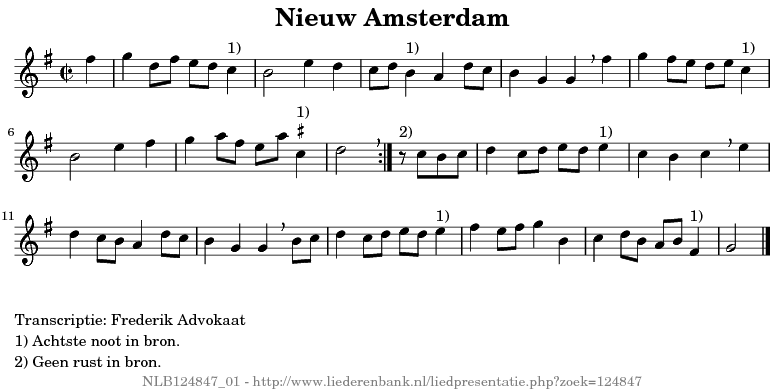 Nieuw Amsterdam
1) 1) 1)
6 1) 2) 1)
11 1) 1)
Transcriptie: Frederik Advokaat
1) Achtste noot in bron.
2) Geen rust in bron.
NLB124847_01 - http://www.liederenbank.nl/liedpresentatie.php?zoek=124847